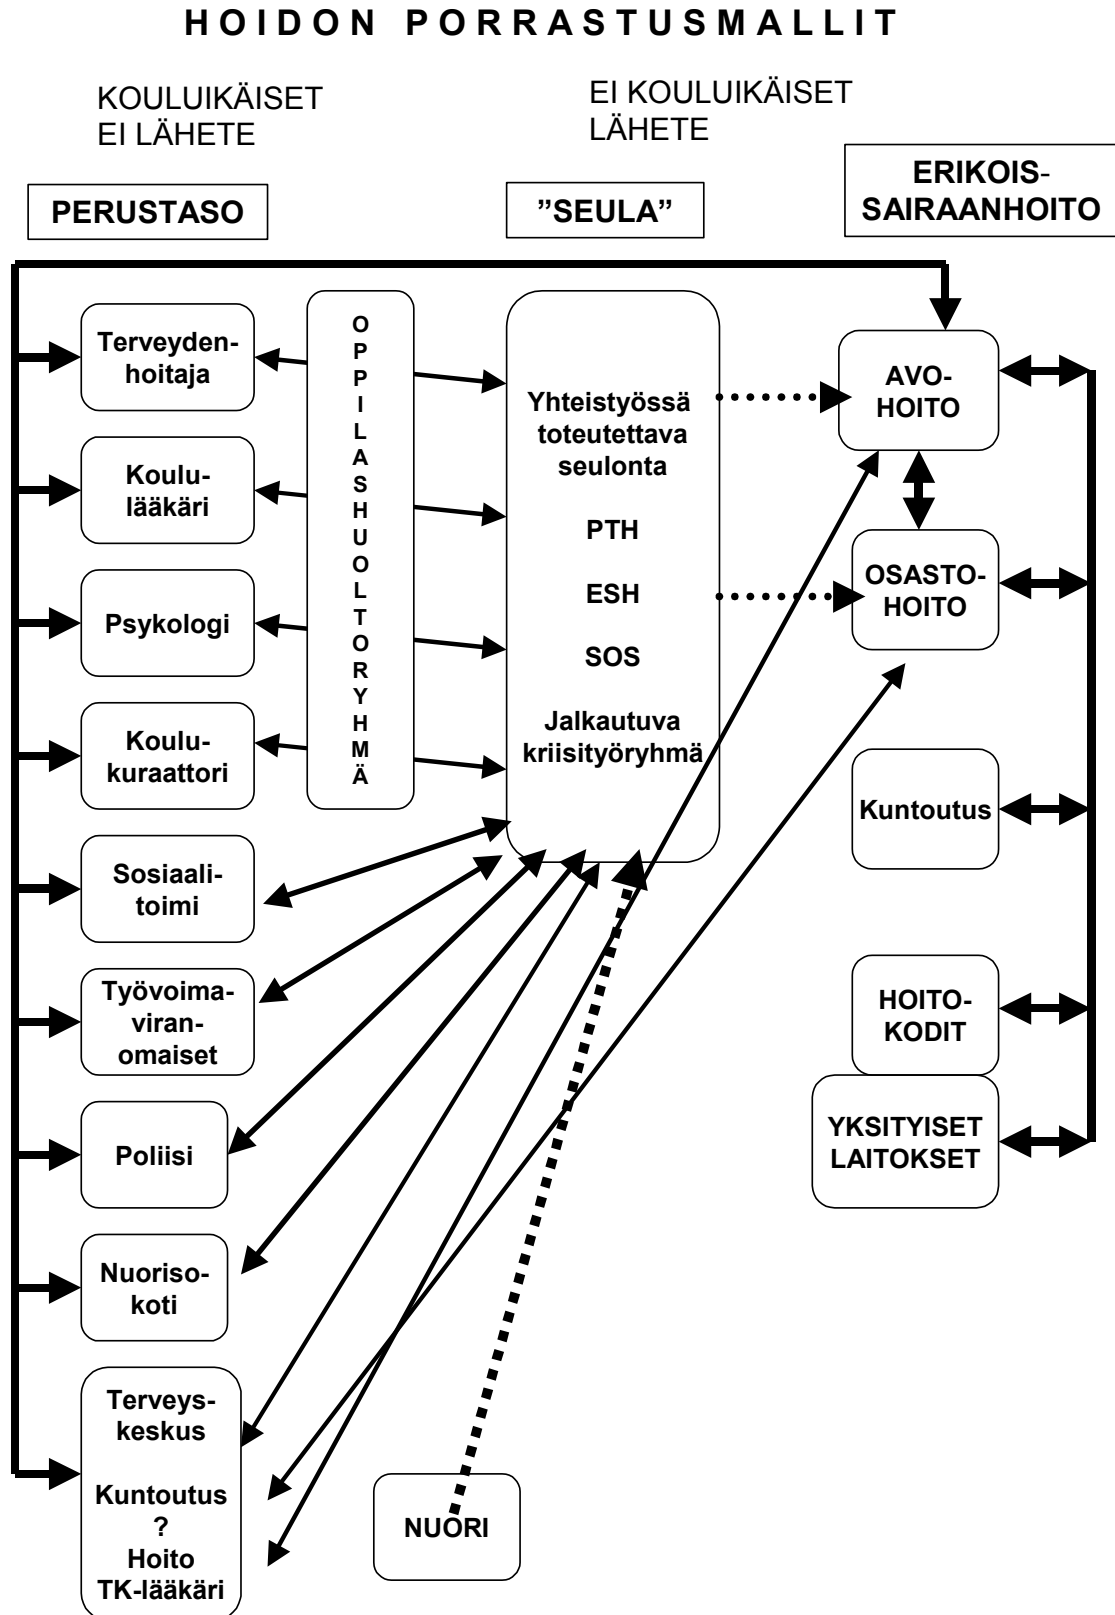 HOIDON PORRASTUSMALLIT
KOULUIKÄISET
EI LÄHETE
EI KOULUIKÄISET
LÄHETE
PERUSTASO
”SEULA”
ERIKOIS-
SAIRAANHOITO
Terveyden-
hoitaja
Koulu-
lääkäri
Psykologi
Koulu-
kuraattori
Sosiaali-
toimi
Työvoima-
viran-
omaiset
Poliisi
Nuoriso-
koti
Terveys-
keskus
Kuntoutus
?
Hoito
TK-lääkäri
O
P
P
I
L
A
S
H
U
O
L
T
O
R
Y
H
M
Ä
Yhteistyössä
toteutettava
seulonta
PTH
ESH
SOS
Jalkautuva
kriisityöryhmä
NUORI
AVO-
HOITO
OSASTO-
HOITO
Kuntoutus
HOITO-
KODIT
YKSITYISET
LAITOKSET